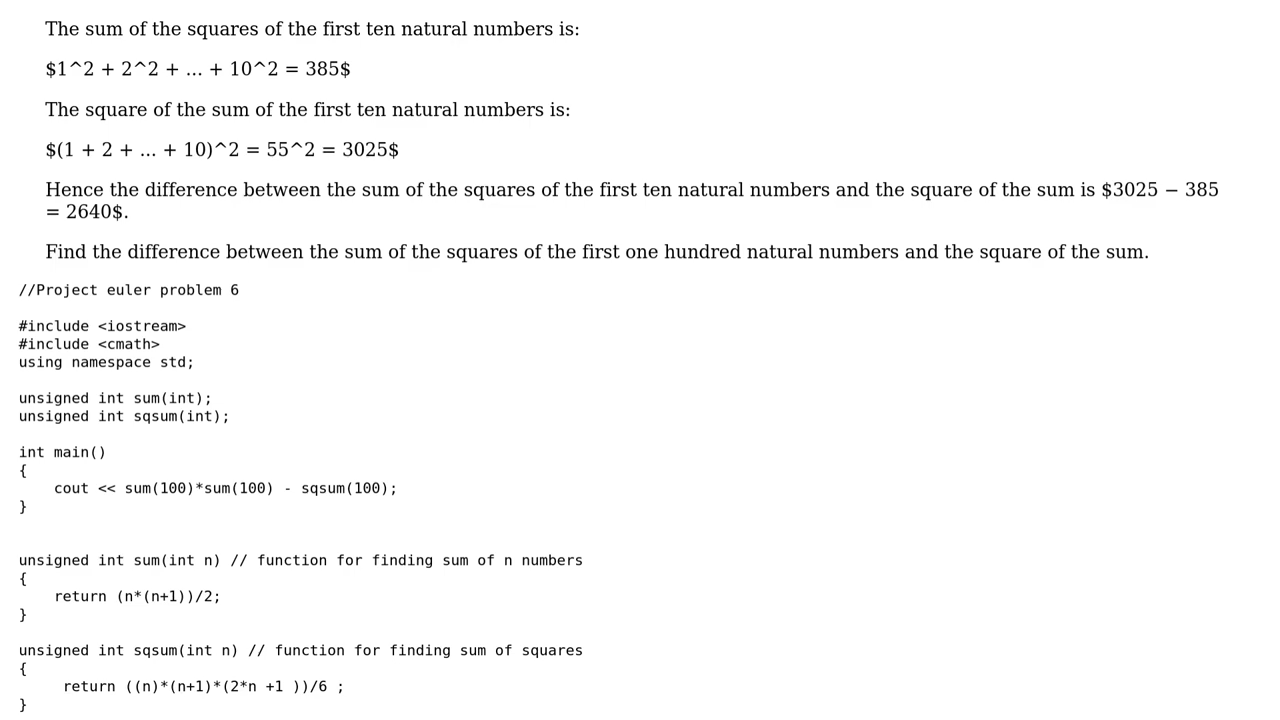 The sum of the squares of the first ten natural numbers is:
$1^2 + 2^2 + ... + 10^2 = 385$
The square of the sum of the first ten natural numbers is:
$(1 + 2 + ... + 10)^2 = 55^2 = 3025$
Hence the difference between the sum of the squares of the first ten natural numbers and the square of the sum is $3025 − 385
= 2640$.
Find the difference between the sum of the squares of the first one hundred natural numbers and the square of the sum.
//Project euler problem 6
#include <iostream>
#include <cmath>
using namespace std;
unsigned int sum(int);
unsigned int sqsum(int);
int main()
{
    cout << sum(100)*sum(100) - sqsum(100);
}
unsigned int sum(int n) // function for finding sum of n numbers
{
    return (n*(n+1))/2;
}
unsigned int sqsum(int n) // function for finding sum of squares
{
     return ((n)*(n+1)*(2*n +1 ))/6 ;
}